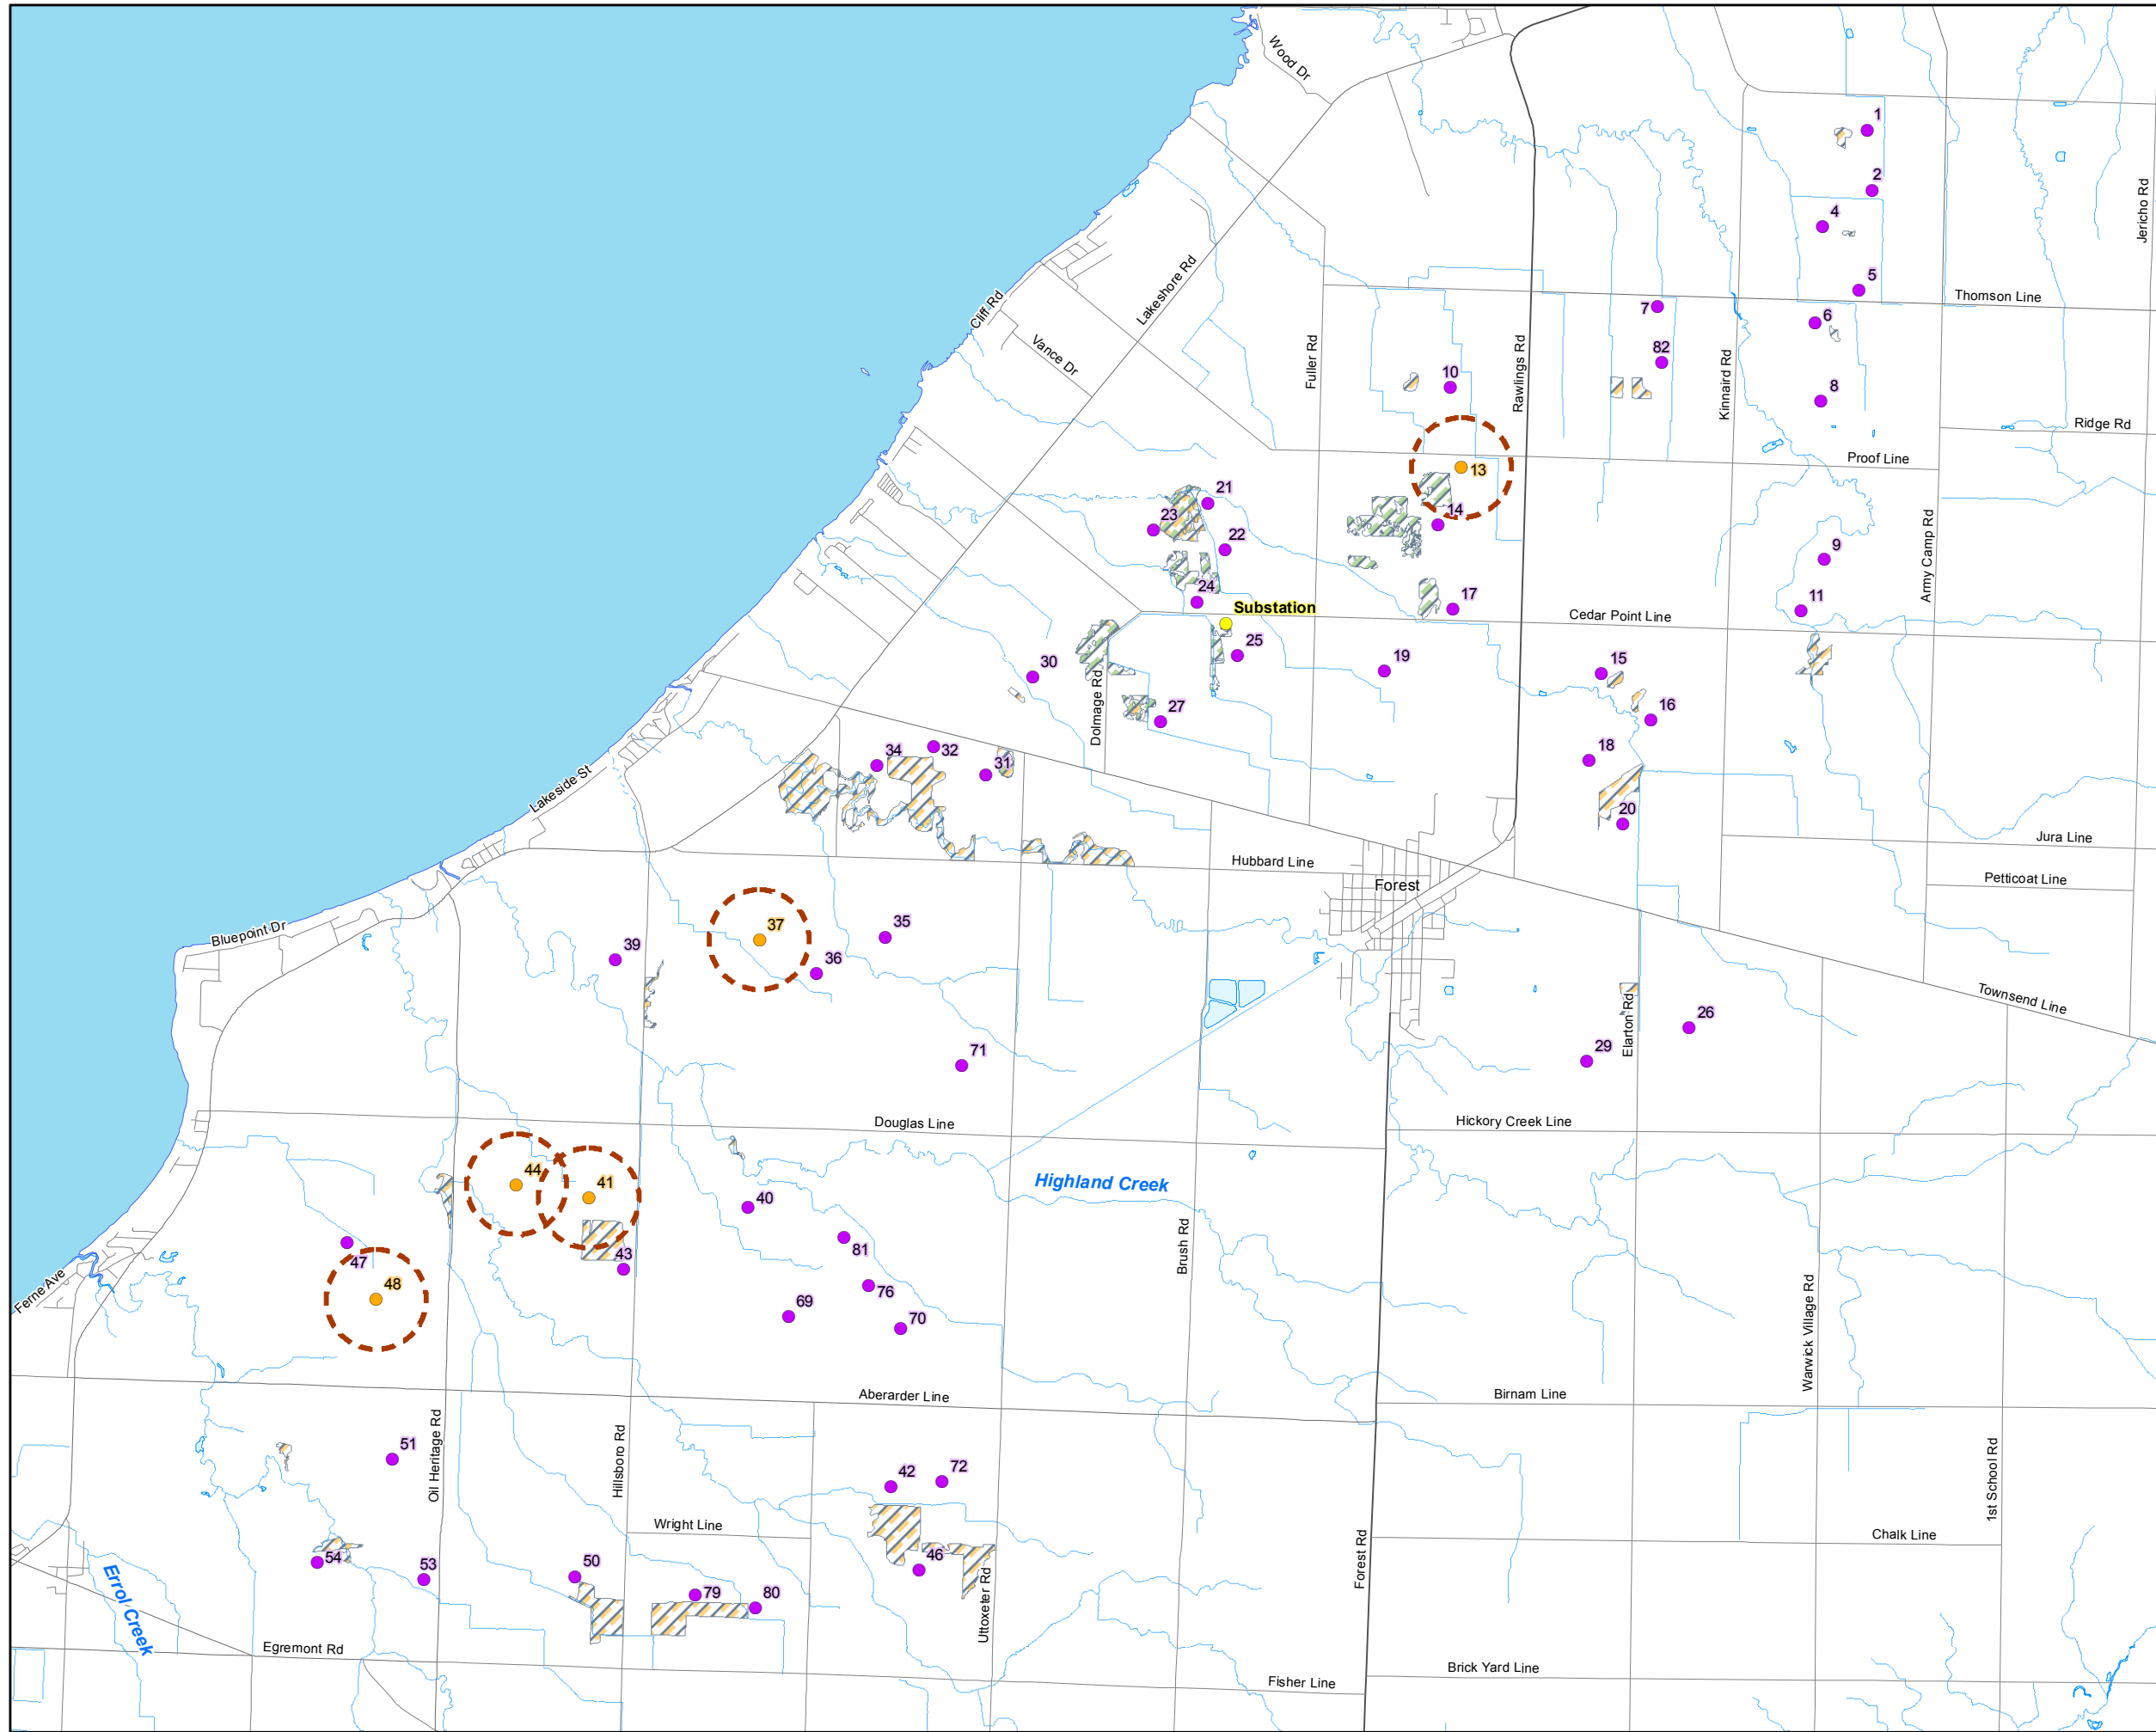 Wood Dr
1
2
4
Jericho Rd
5
Thomson Line
Lakeshore Rd
Cliff Rd
7
6
Vance Dr
Fuller Rd
Rawlings Rd
82
Kinnaird Rd
10
8
Ridge Rd
Proof Line
13
21
14
23
22
9
Army Camp Rd
24
Substation
17
11
Cedar Point Line
25
30
19
15
Dolmage Rd
27
16
34
32
31
18
Lakeside St
20
Jura Line
Hubbard Line
Forest
Petticoat Line
Bluepoint Dr
37
35
39
36
Townsend Line
26
Elarton Rd
29
71
Douglas Line
Hickory Creek Line
44
41
Highland Creek
40
81
43
47
Brush Rd
Ferne Ave
48
76
69
70
Warwick Village Rd
Aberarder Line
Birnam Line
51
Oil Heritage Rd
Hillsboro Rd
42
72
1st School Rd
Wright Line
Chalk Line
54
53
50
46
Forest Rd
79
80
Uttoxeter Rd
Errol Creek
Egremont Rd
Fisher Line
Brick Yard Line